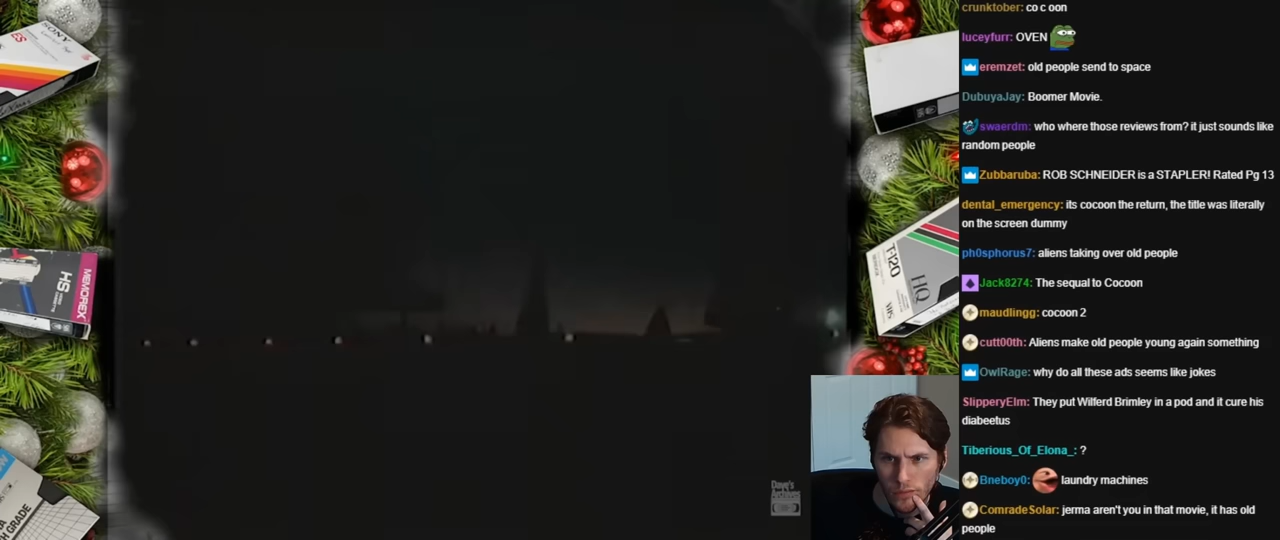 SONY
ES
MEMOREX
HS
H GRADE
T-120
HQ
VHS
Dave's
crunktober: co c oon
luceyfurr: OVEN
eremzet: old people send to space
DubuyaJay: Boomer Movie.
swaerdm: who where those reviews from? it just sounds like
random people
Zubbaruba: ROB SCHNEIDER is a STAPLER! Rated Pg 13
dental_emergency: its cocoon the return, the title was literally
on the screen dummy
ph0sphorus7: aliens taking over old people
Jack8274: The sequal to Cocoon
maudlingg: cocoon 2
cutt00th: Aliens make old people young again something
OwlRage: why do all these ads seems like jokes
SlipperyElm: They put Wilferd Brimley in a pod and it cure his
diabeetus
Tiberious_Of_Elona_: ?
Bneboy0: laundry machines
ComradeSolar: jerma aren't you in that movie, it has old
people